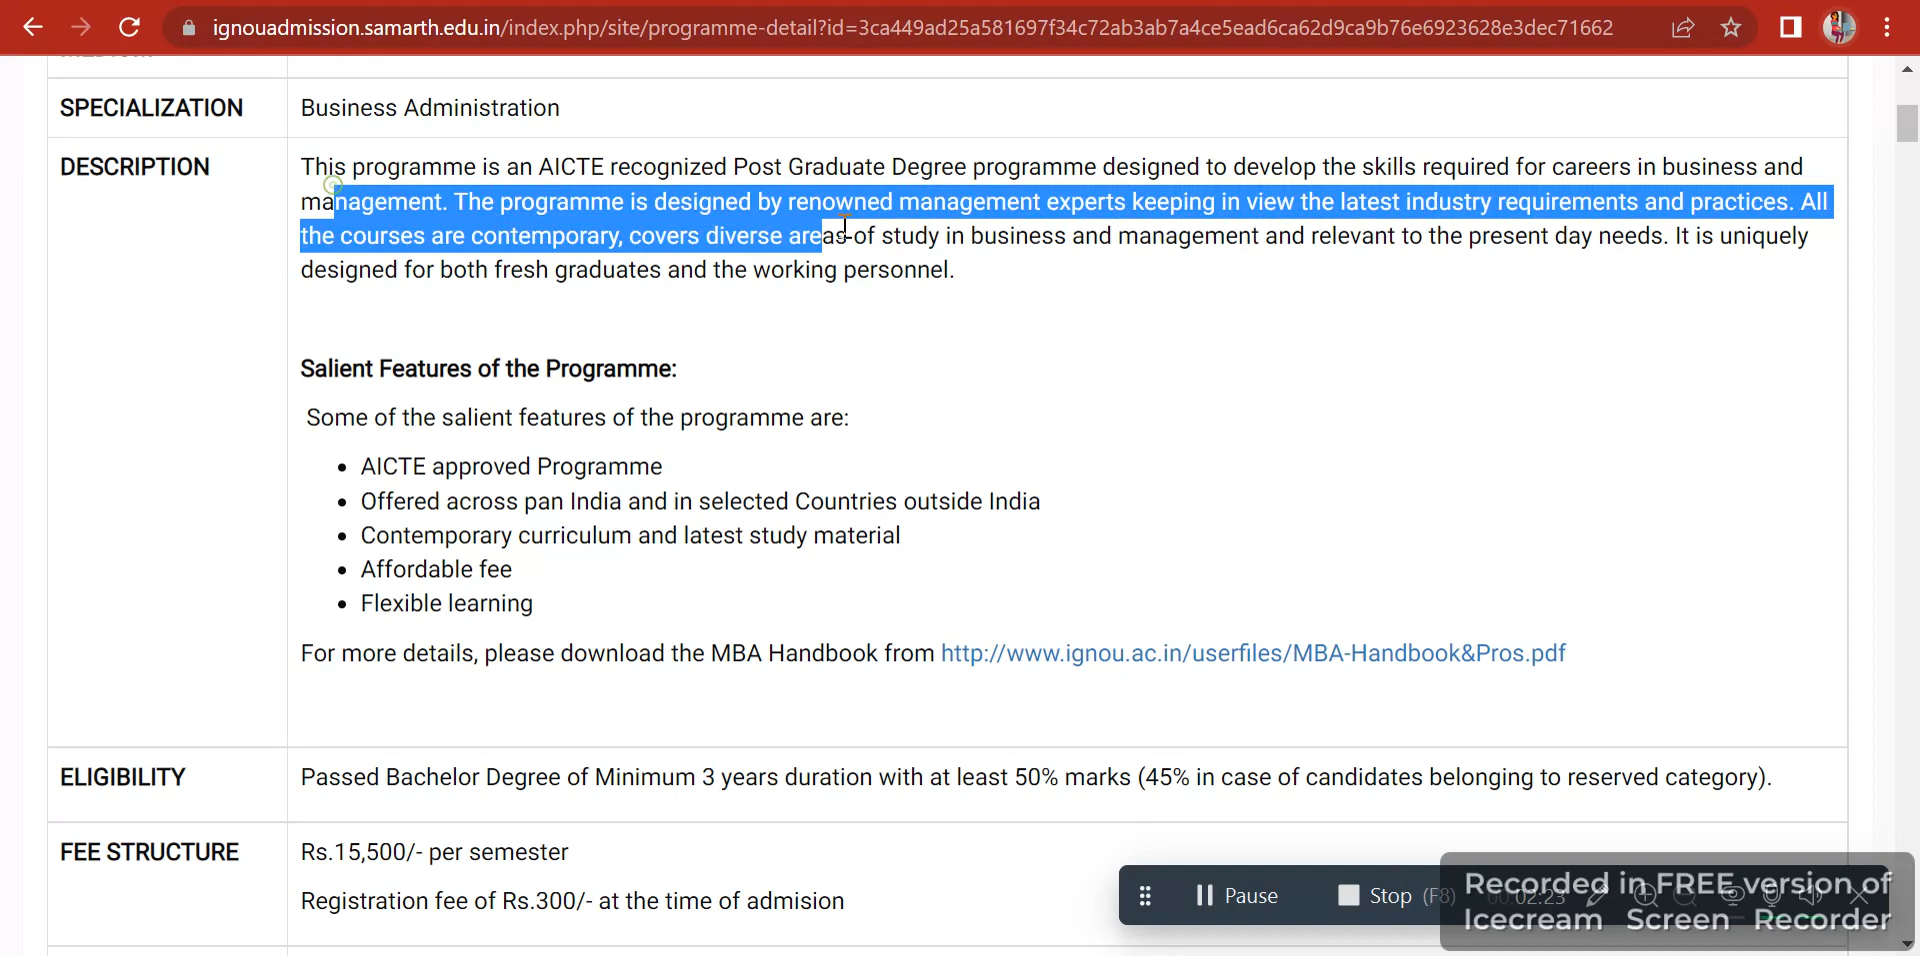 ignouadmission.samarth.edu.in/index.php/site/programme-detail?id=3ca449ad25a581697f34c72ab3ab7a4ce5ead6ca62d9ca9b76e6923628e3dec71662
SPECIALIZATION Business Administration
DESCRIPTION This programme is an AICTE recognized Post Graduate Degree programme designed to develop the skills required for careers in business and
management. The programme is designed by renowned management experts keeping in view the latest industry requirements and practices. All
the courses are contemporary, covers diverse areas of study in business and management and relevant to the present day needs. It is uniquely
designed for both fresh graduates and the working personnel.
Salient Features of the Programme:
Some of the salient features of the programme are:
• AICTE approved Programme
• Offered across pan India and in selected Countries outside India
• Contemporary curriculum and latest study material
• Affordable fee
• Flexible learning
For more details, please download the MBA Handbook from http://www.ignou.ac.in/userfiles/MBA-Handbook&Pros.pdf
ELIGIBILITY Passed Bachelor Degree of Minimum 3 years duration with at least 50% marks (45% in case of candidates belonging to reserved category).
FEE STRUCTURE Rs.15,500/- per semester
Registration fee of Rs.300/- at the time of admision
Pause Stop (F8) 00:02:23
Recorded in FREE version of
Icecream Screen Recorder